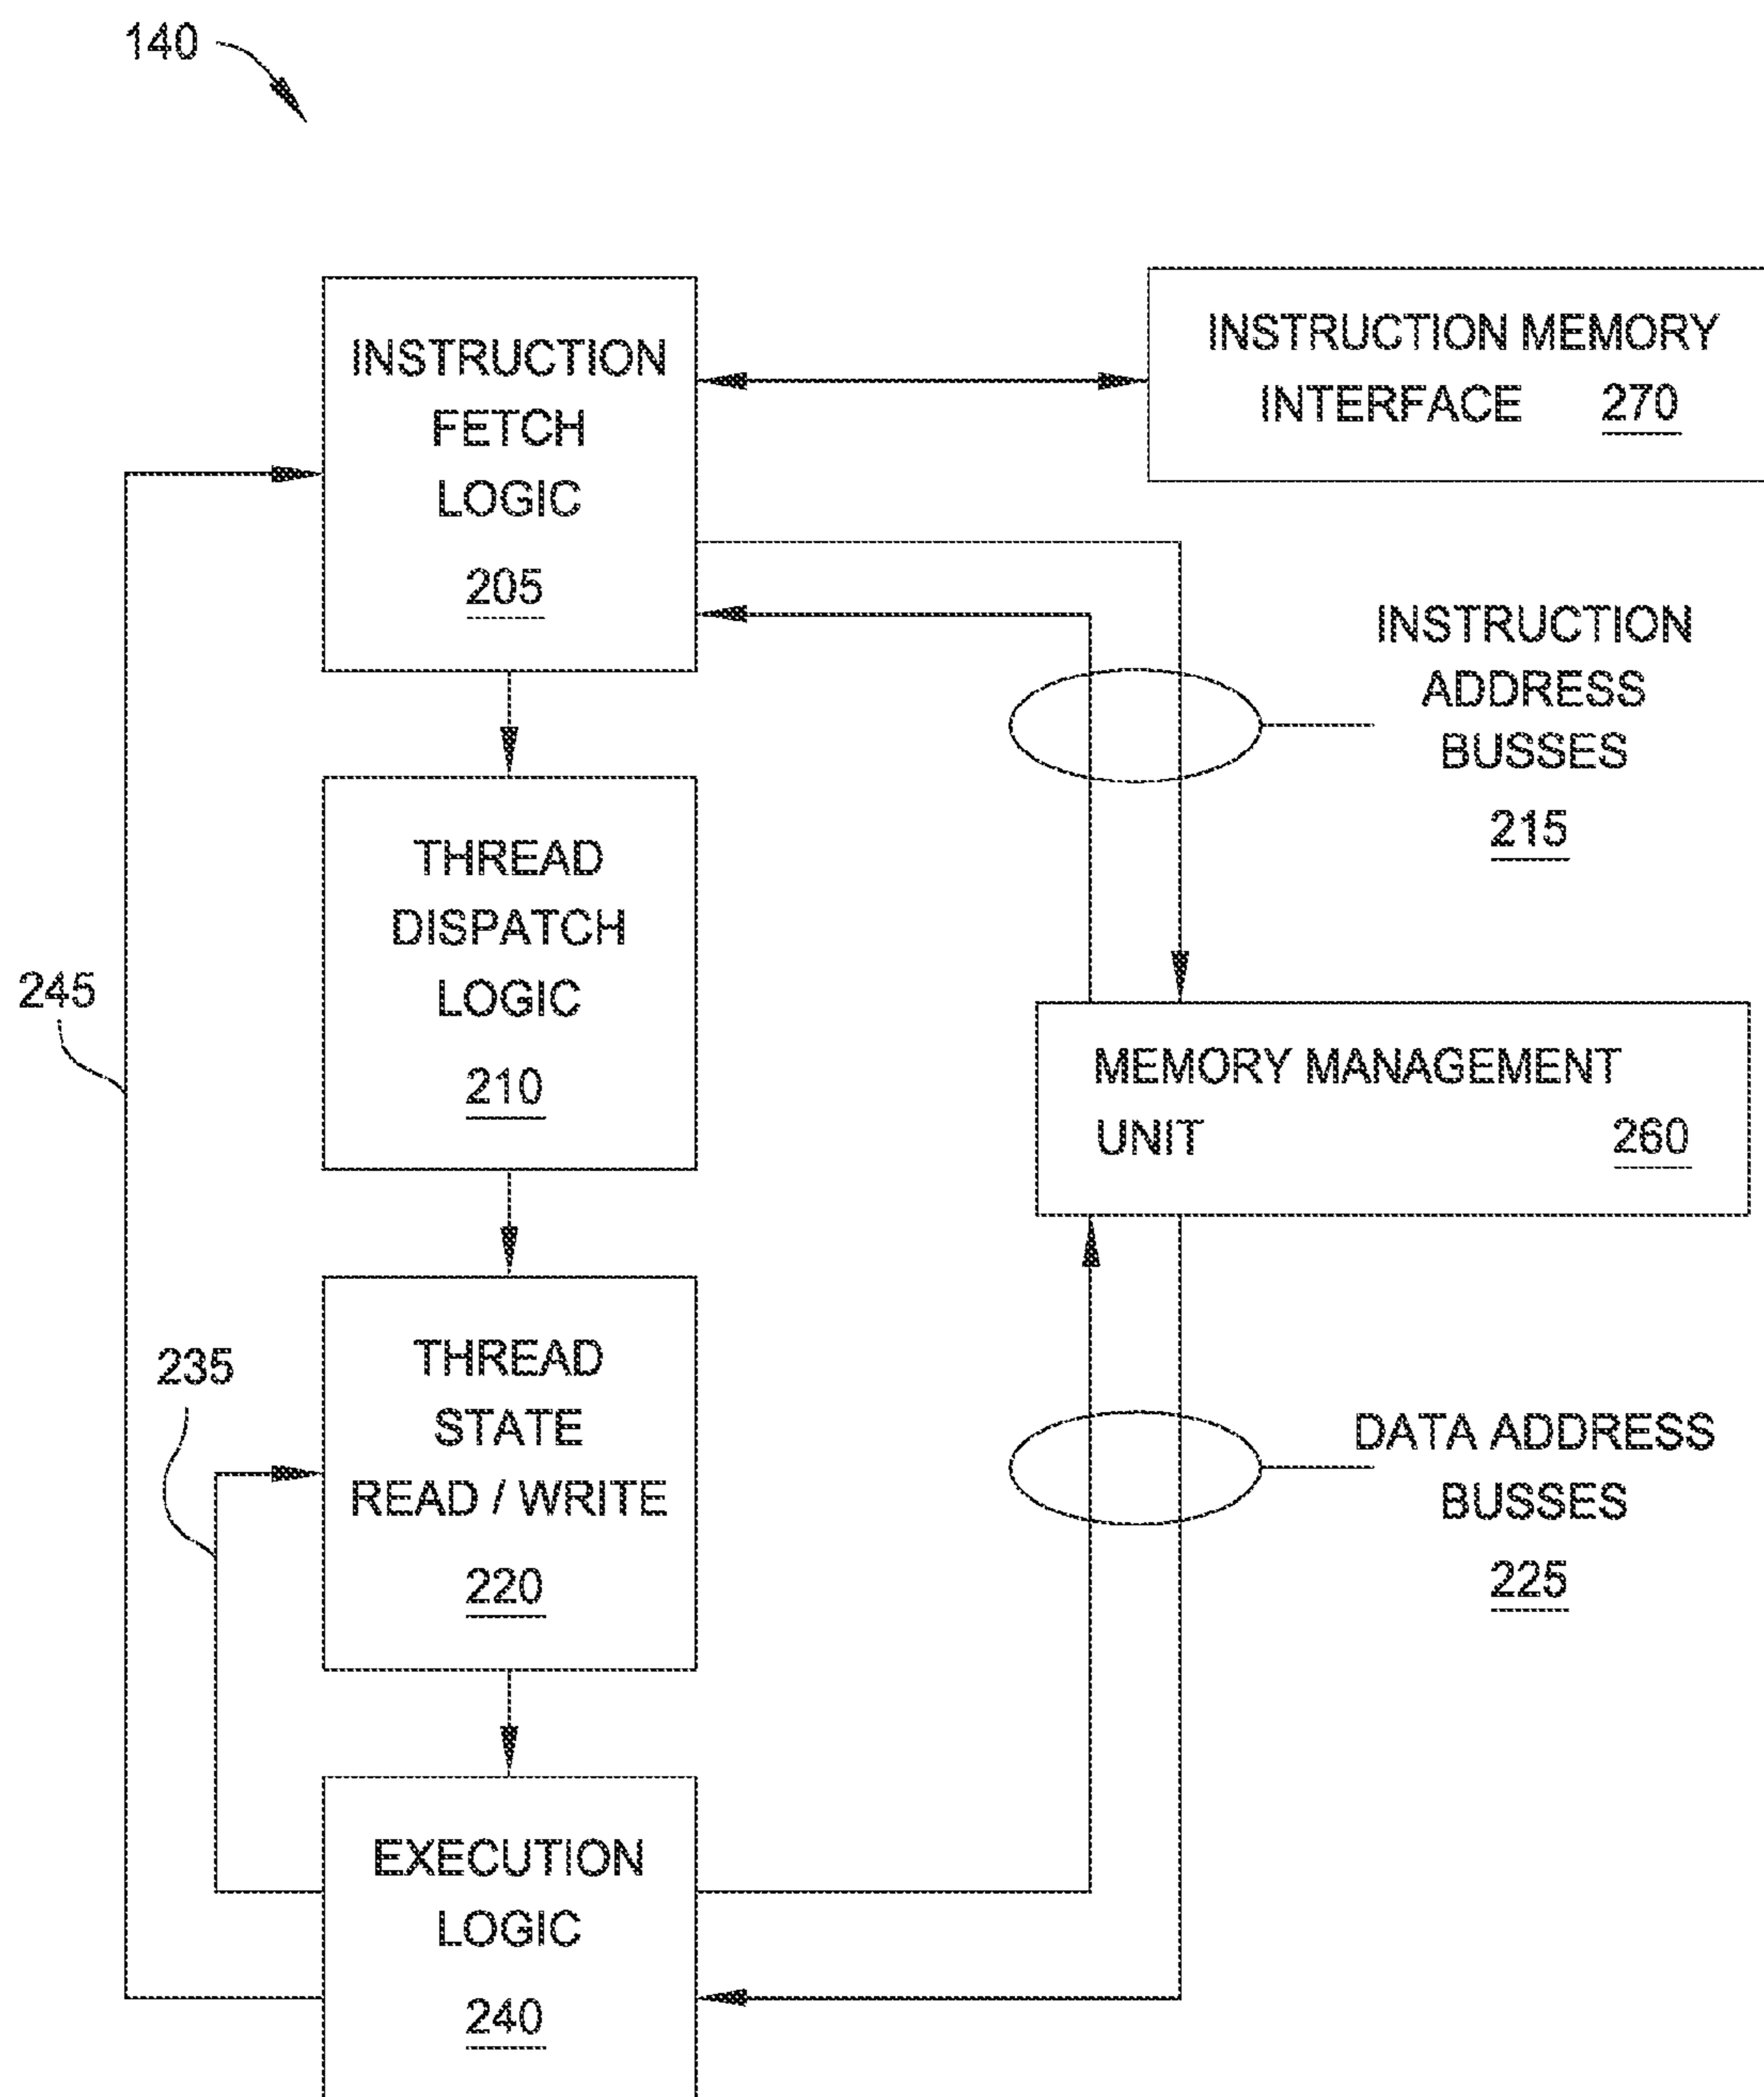 140
INSTRUCTION
FETCH
LOGIC
205
INSTRUCTION MEMORY
INTERFACE 270
INSTRUCTION
ADDRESS
BUSSES
215
THREAD
DISPATCH
LOGIC
210
245
MEMORY MANAGEMENT
UNIT 260
235
THREAD
STATE
READ / WRITE
220
DATA ADDRESS
BUSSES
225
EXECUTION
LOGIC
240